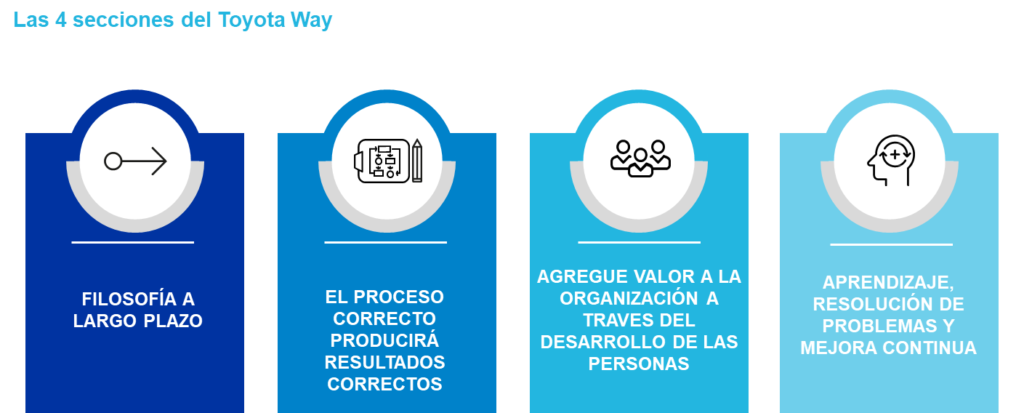 Las 4 secciones del Toyota Way
FILOSOFÍA A
LARGO PLAZO
EL PROCESO
CORRECTO
PRODUCIRÁ
RESULTADOS
CORRECTOS
AGREGUE VALOR A LA
ORGANIZACIÓN A
TRAVES DEL
DESARROLLO DE LAS
PERSONAS
APRENDIZAJE,
RESOLUCIÓN DE
PROBLEMAS Y
MEJORA CONTINUA